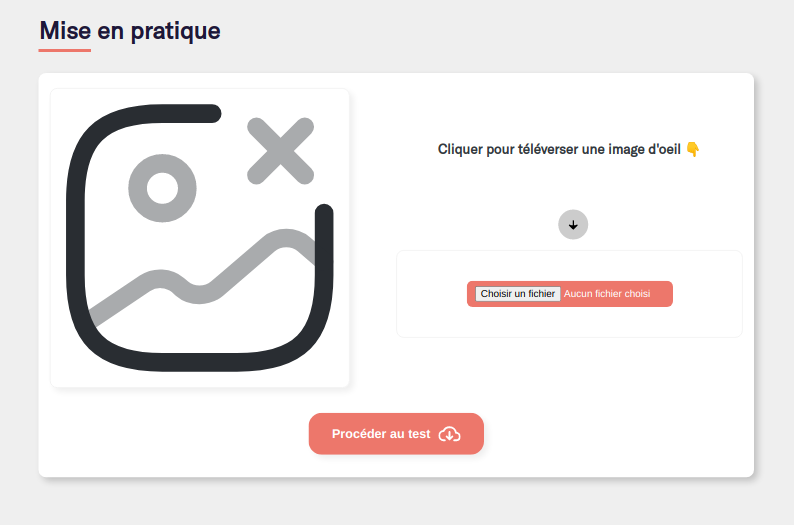 Mise en pratique
Cliquer pour téléverser une image d'oeil 👇
Choisir un fichier Aucun fichier choisi
Procéder au test